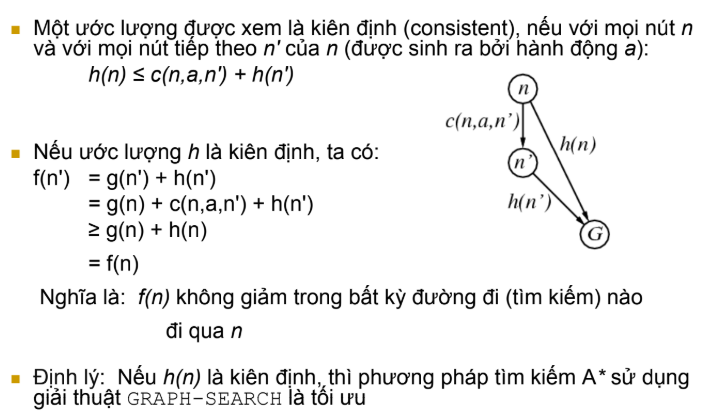 Một ước lượng được xem là kiên định (consistent), nếu với mọi nút n
và với mọi nút tiếp theo n' của n (được sinh ra bởi hành động a):
h(n) ≤ c(n,a,n') + h(n')
n
c(n,a,n’)
h(n)
n’
h(n’)
G
Nếu ước lượng h là kiên định, ta có:
f(n') = g(n') + h(n')
= g(n) + c(n,a,n') + h(n')
≥ g(n) + h(n)
= f(n)
Nghĩa là: f(n) không giảm trong bất kỳ đường đi (tìm kiếm) nào
đi qua n
Định lý: Nếu h(n) là kiên định, thì phương pháp tìm kiếm A* sử dụng
giải thuật GRAPH-SEARCH là tối ưu